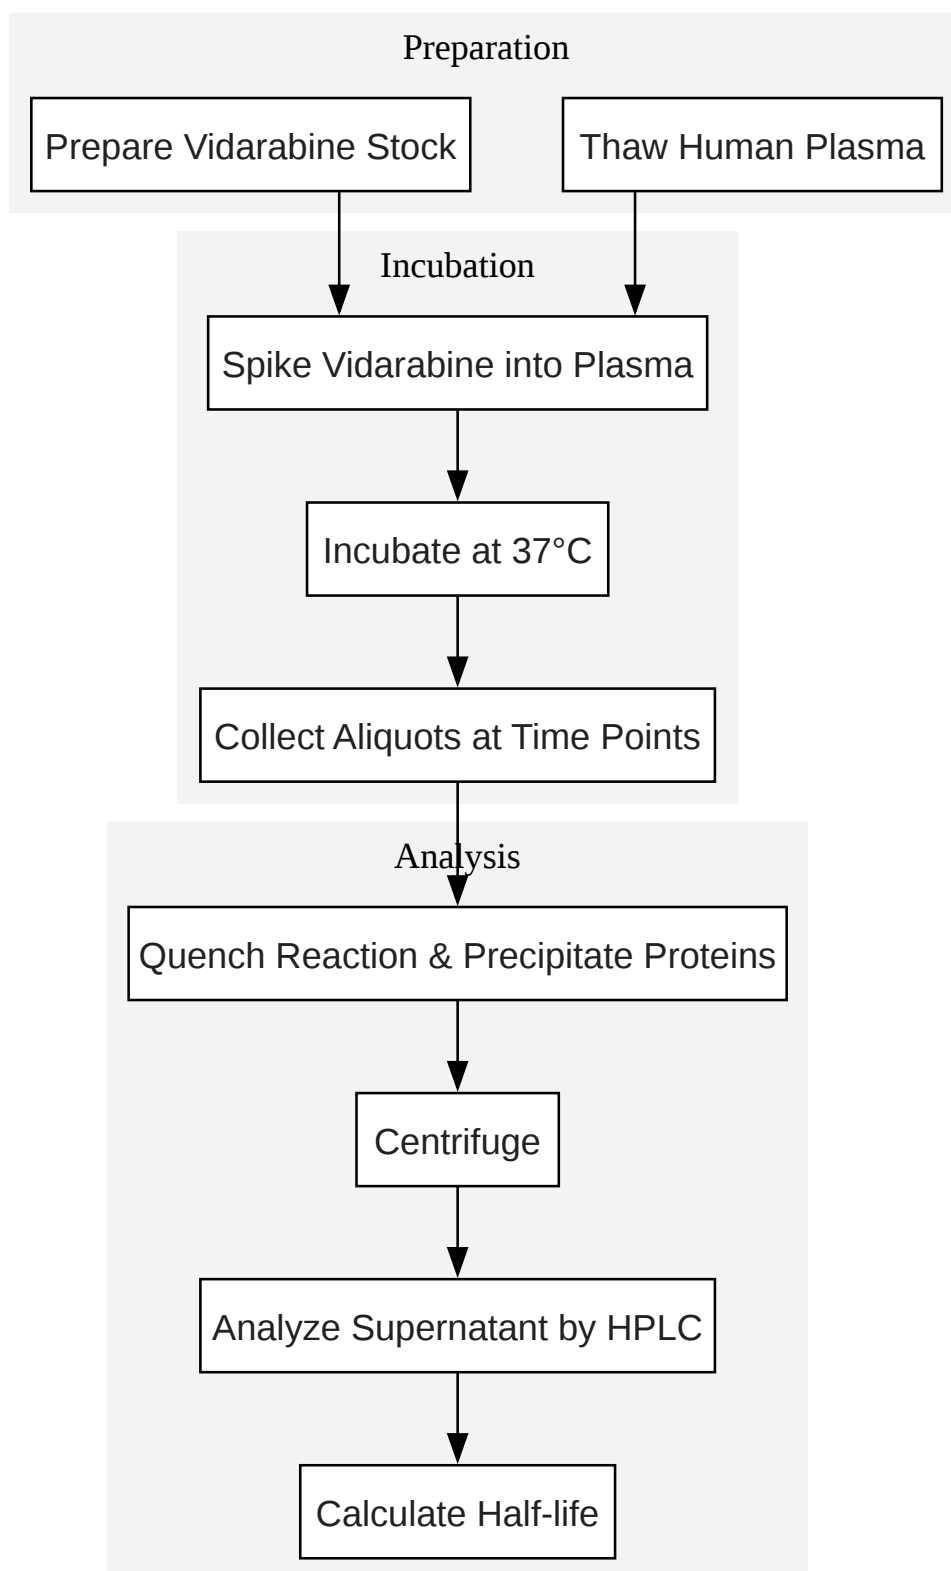 Preparation
Prepare Vidarabine Stock
Thaw Human Plasma
Incubation
Spike Vidarabine into Plasma
Incubate at 37°C
Collect Aliquots at Time Points
Analysis
Quench Reaction & Precipitate Proteins
Centrifuge
Analyze Supernatant by HPLC
Calculate Half-life